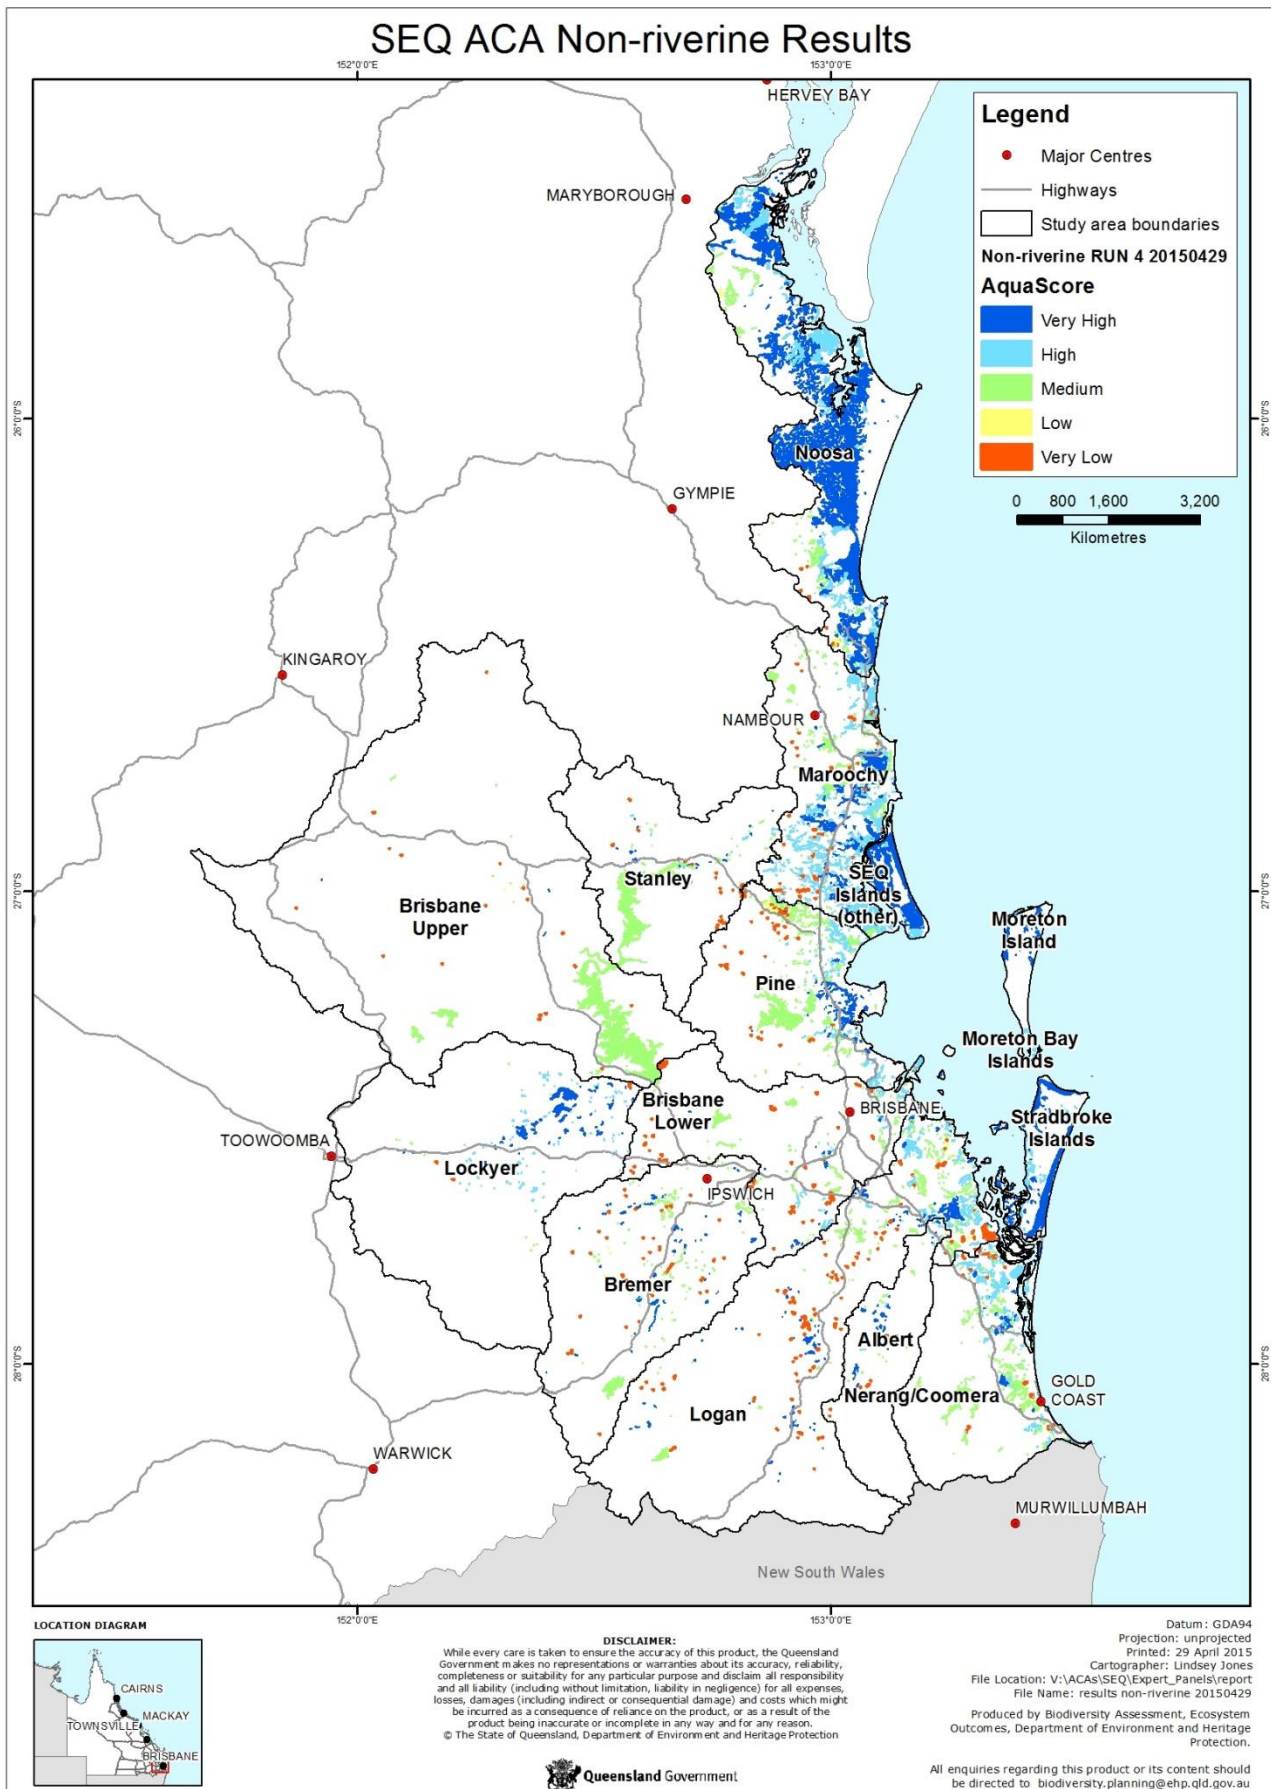 SEQ ACA Non-riverine Results
152°0'0"E
153°0'0"E
HERVEY BAY
MARYBOROUGH
Legend
Major Centres
Highways
Study area boundaries
Non-riverine RUN 4 20150429
AquaScore
Very High
High
Medium
Low
Very Low
0 800 1,600 3,200
Kilometres
26°0'0"S
26°0'0"S
Noosa
GYMPIE
KINGAROY
NAMBOUR
Maroochy
27°0'0"S
27°0'0"S
Stanley
SEQ
Islands
(other)
Brisbane
Upper
Moreton
Island
Pine
Moreton Bay
Islands
Brisbane
Lower
BRISBANE
Stradbroke
Islands
TOOWOOMBA
Lockyer
IPSWICH
Bremer
Albert
28°0'0"S
28°0'0"S
Nerang/Coomera
GOLD
COAST
Logan
WARWICK
MURWILLUMBAH
New South Wales
152°0'0"E
153°0'0"E
LOCATION DIAGRAM
CAIRNS
TOWNSVILLE
MACKAY
BRISBANE
DISCLAIMER:
While every care is taken to ensure the accuracy of this product, the Queensland
Government makes no representations or warranties about its accuracy, reliability,
completeness or suitability for any particular purpose and disclaim all responsibility
and all liability (including without limitation, liability in negligence) for all expenses,
losses, damages (including indirect or consequential damage) and costs which might
be incurred as a consequence of reliance on the product, or as a result of the
product being inaccurate or incomplete in any way and for any reason.
© The State of Queensland, Department of Environment and Heritage Protection
Queensland Government
Datum: GDA94
Projection: unprojected
Printed: 29 April 2015
Cartographer: Lindsey Jones
File Location: V:\ACAs\SEQ\Expert_Panels\report
File Name: results non-riverine 20150429
Produced by Biodiversity Assessment, Ecosystem
Outcomes, Department of Environment and Heritage
Protection.
All enquiries regarding this product or its content should
be directed to biodiversity.planning@ehp.qld.gov.au